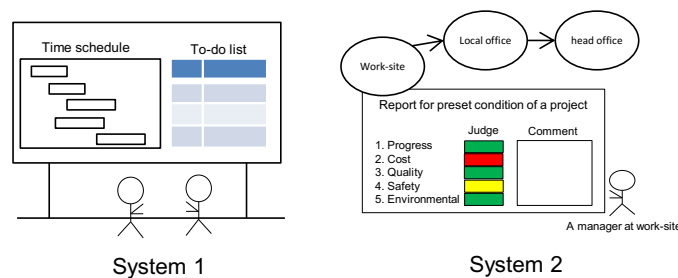 Time schedule
To-do list
System 1
Work-site
Local office
head office
Report for preset condition of a project
Judge
Comment
1. Progress
2. Cost
3. Quality
4. Safety
5. Environmental
A manager at work-site
System 2